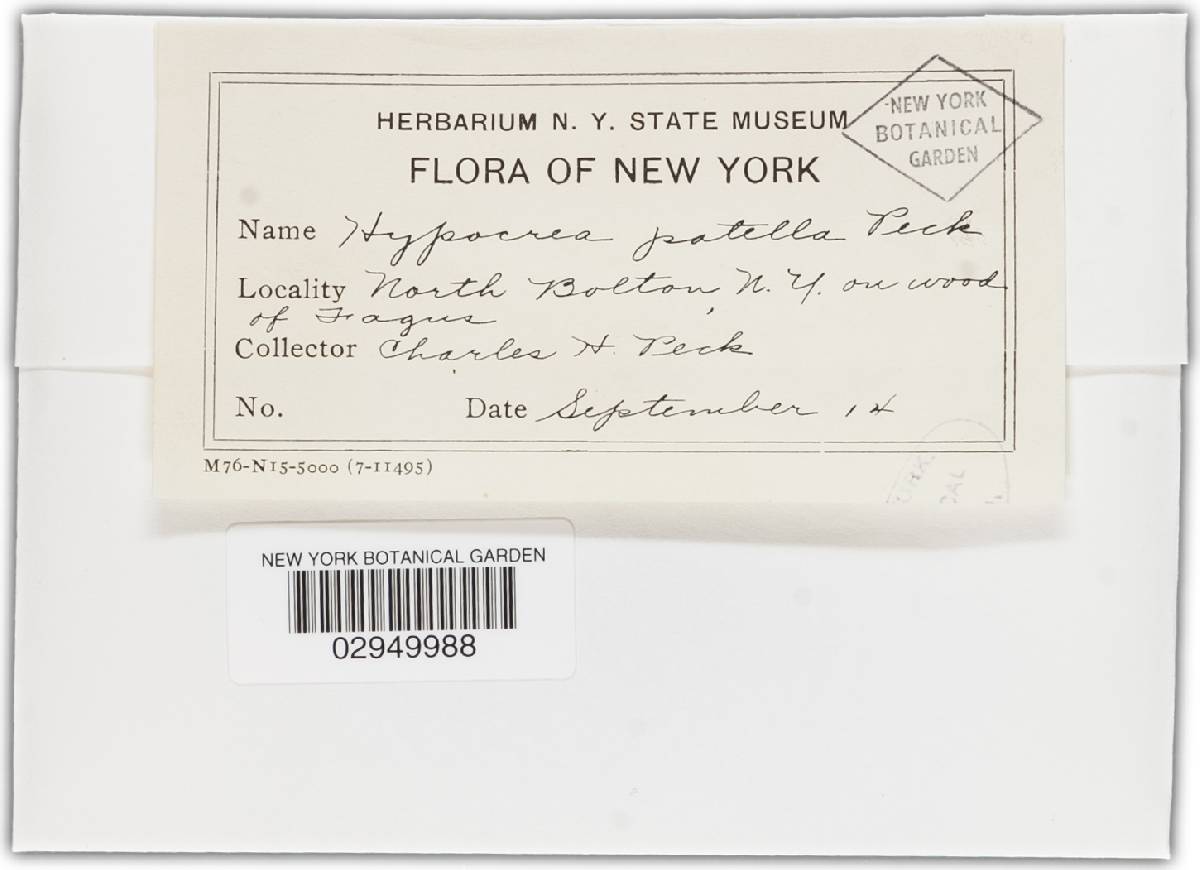 HERBARIUM N. Y. STATE MUSEUM
FLORA OF NEW YORK
NEW YORK
BOTANICAL
GARDEN
Name Hypocrea patella Peck
Locality North Bolton, N. Y. on wood
of Fagus
Collector Charles H. Peck
No. Date September 14
M76-N15-5000 (7-11495)
NEW YORK BOTANICAL GARDEN
02949988